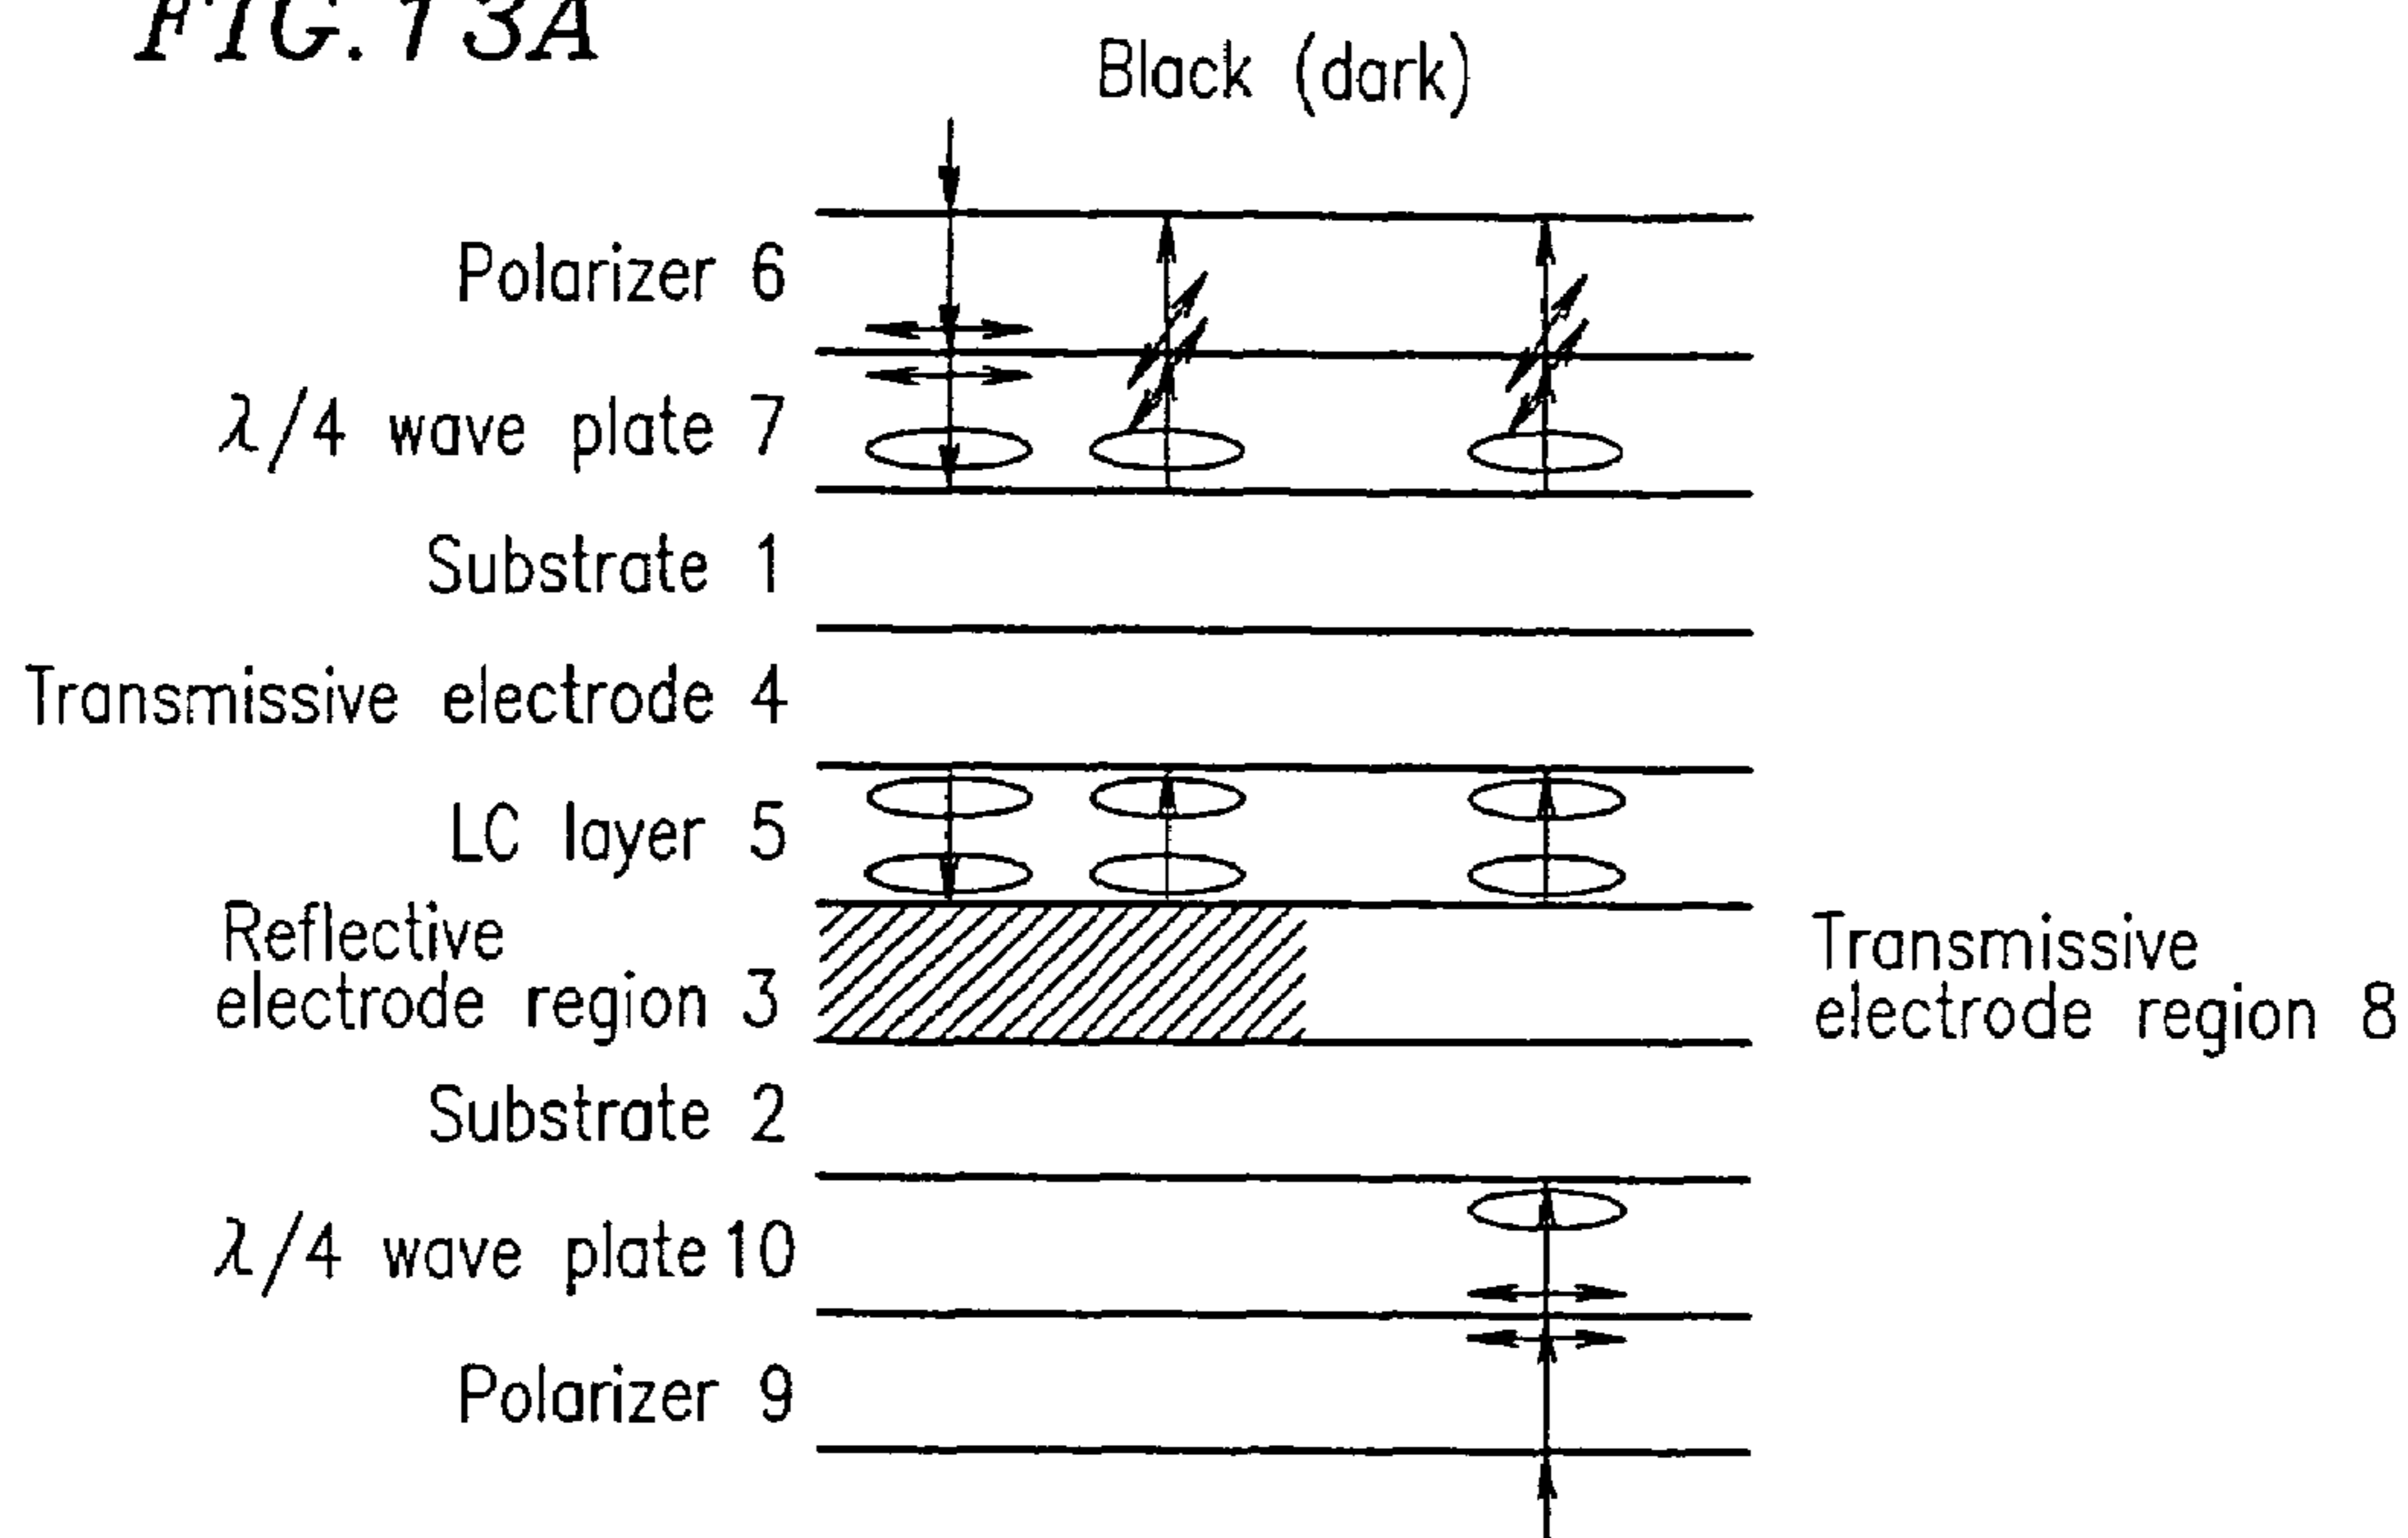 FIG. 13A
Black (dark)
Polarizer 6
λ/4 wave plate 7
Substrate 1
Transmissive electrode 4
LC layer 5
Reflective
electrode region 3
Transmissive
electrode region 8
Substrate 2
λ/4 wave plate 10
Polarizer 9